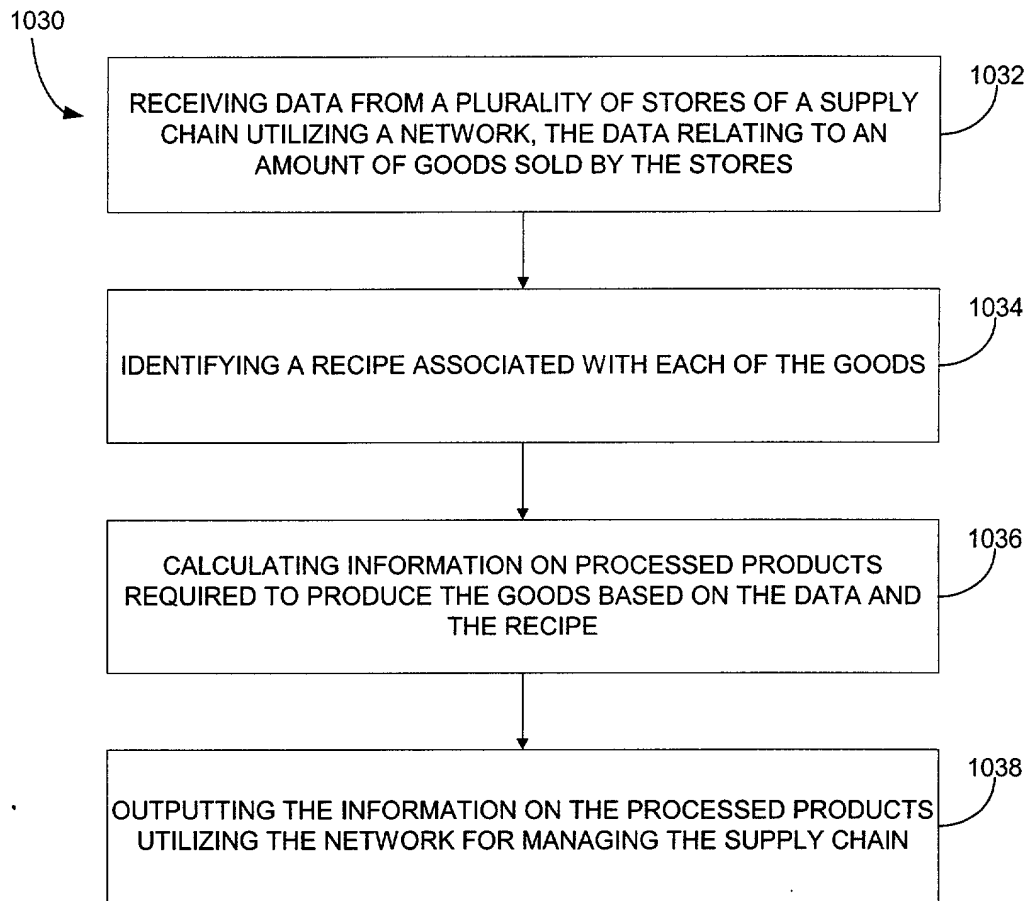 1030
1032
RECEIVING DATA FROM A PLURALITY OF STORES OF A SUPPLY
CHAIN UTILIZING A NETWORK, THE DATA RELATING TO AN
AMOUNT OF GOODS SOLD BY THE STORES
1034
IDENTIFYING A RECIPE ASSOCIATED WITH EACH OF THE GOODS
1036
CALCULATING INFORMATION ON PROCESSED PRODUCTS
REQUIRED TO PRODUCE THE GOODS BASED ON THE DATA AND
THE RECIPE
1038
OUTPUTTING THE INFORMATION ON THE PROCESSED PRODUCTS
UTILIZING THE NETWORK FOR MANAGING THE SUPPLY CHAIN